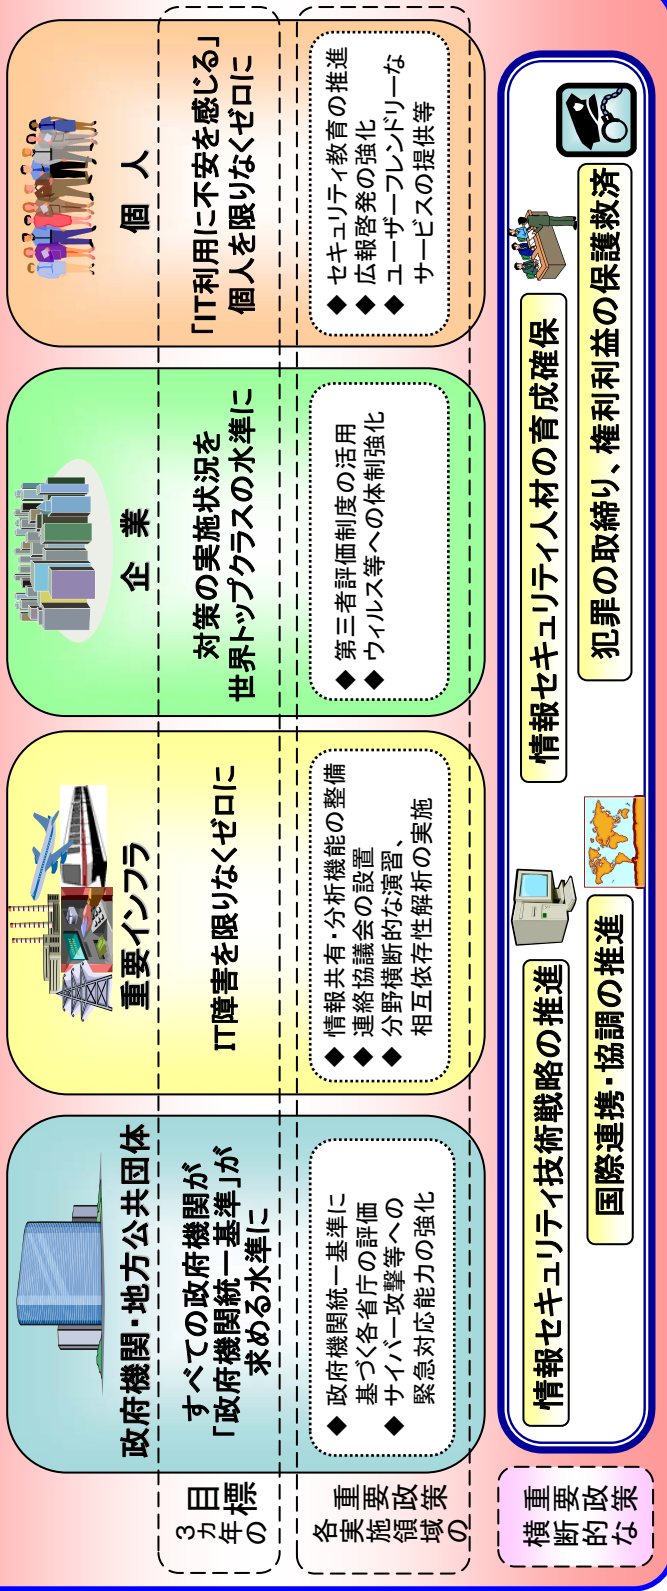 政府機関・地方公共団体
すべての政府機関が
「政府機関統一基準」が
求める水準に
◆ 政府機関統一基準に
基づく各省庁の評価
◆ サイバー攻撃等への
緊急対応能力の強化
重要インフラ
IT障害を限りなくゼロに
◆ 情報共有・分析機能の整備
◆ 連絡協議会の設置
◆ 分野横断的な演習、
相互依存性解析の実施
企 業
対策の実施状況を
世界トップクラスの水準に
◆ 第三者評価制度の活用
◆ ウィルス等への体制強化
個 人
「IT利用に不安を感じる」
個人を限りなくゼロに
◆ セキュリティ教育の推進
◆ 広報啓発の強化
◆ ユーザーフレンドリーな
サービスの提供等
3カ年の
目標
各実施領域の
重要政策
横断的な
重要政策
情報セキュリティ技術戦略の推進
情報セキュリティ人材の育成確保
国際連携・協調の推進
犯罪の取締り、権利利益の保護救済